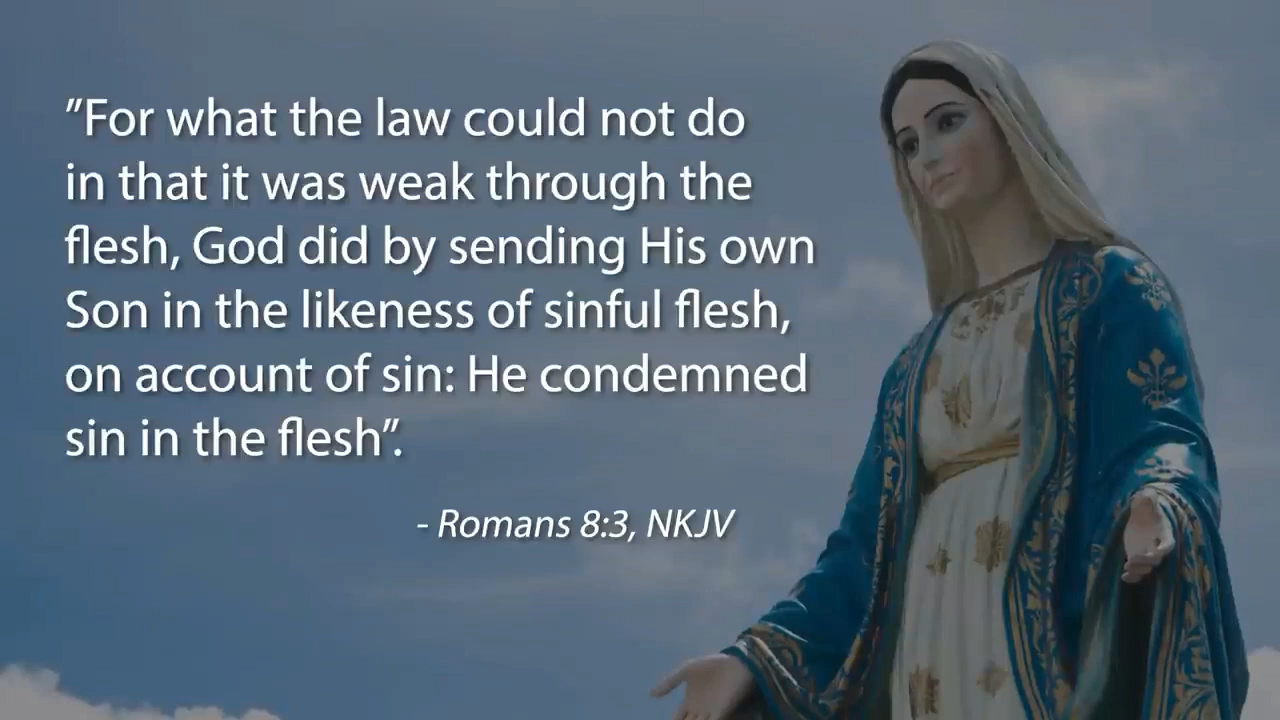 ”For what the law could not do
in that it was weak through the
flesh, God did by sending His own
Son in the likeness of sinful flesh,
on account of sin: He condemned
sin in the flesh”.
- Romans 8:3, NKJV